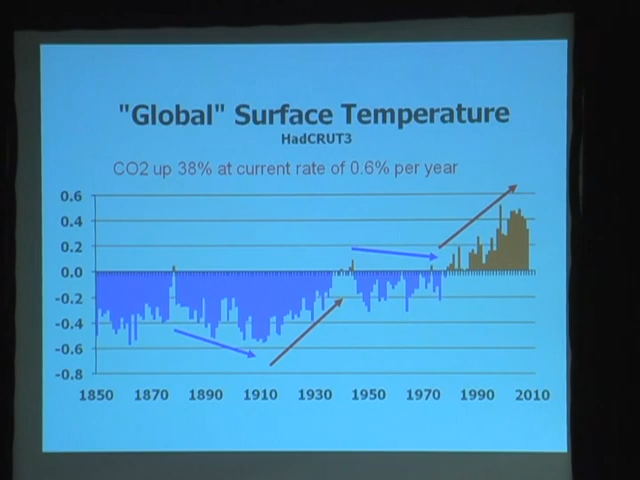 "Global" Surface Temperature
HadCRUT3
CO2 up 38% at current rate of 0.6% per year
0.6
0.4
0.2
0.0
-0.2
-0.4
-0.6
-0.8
1850 1870 1890 1910 1930 1950 1970 1990 2010